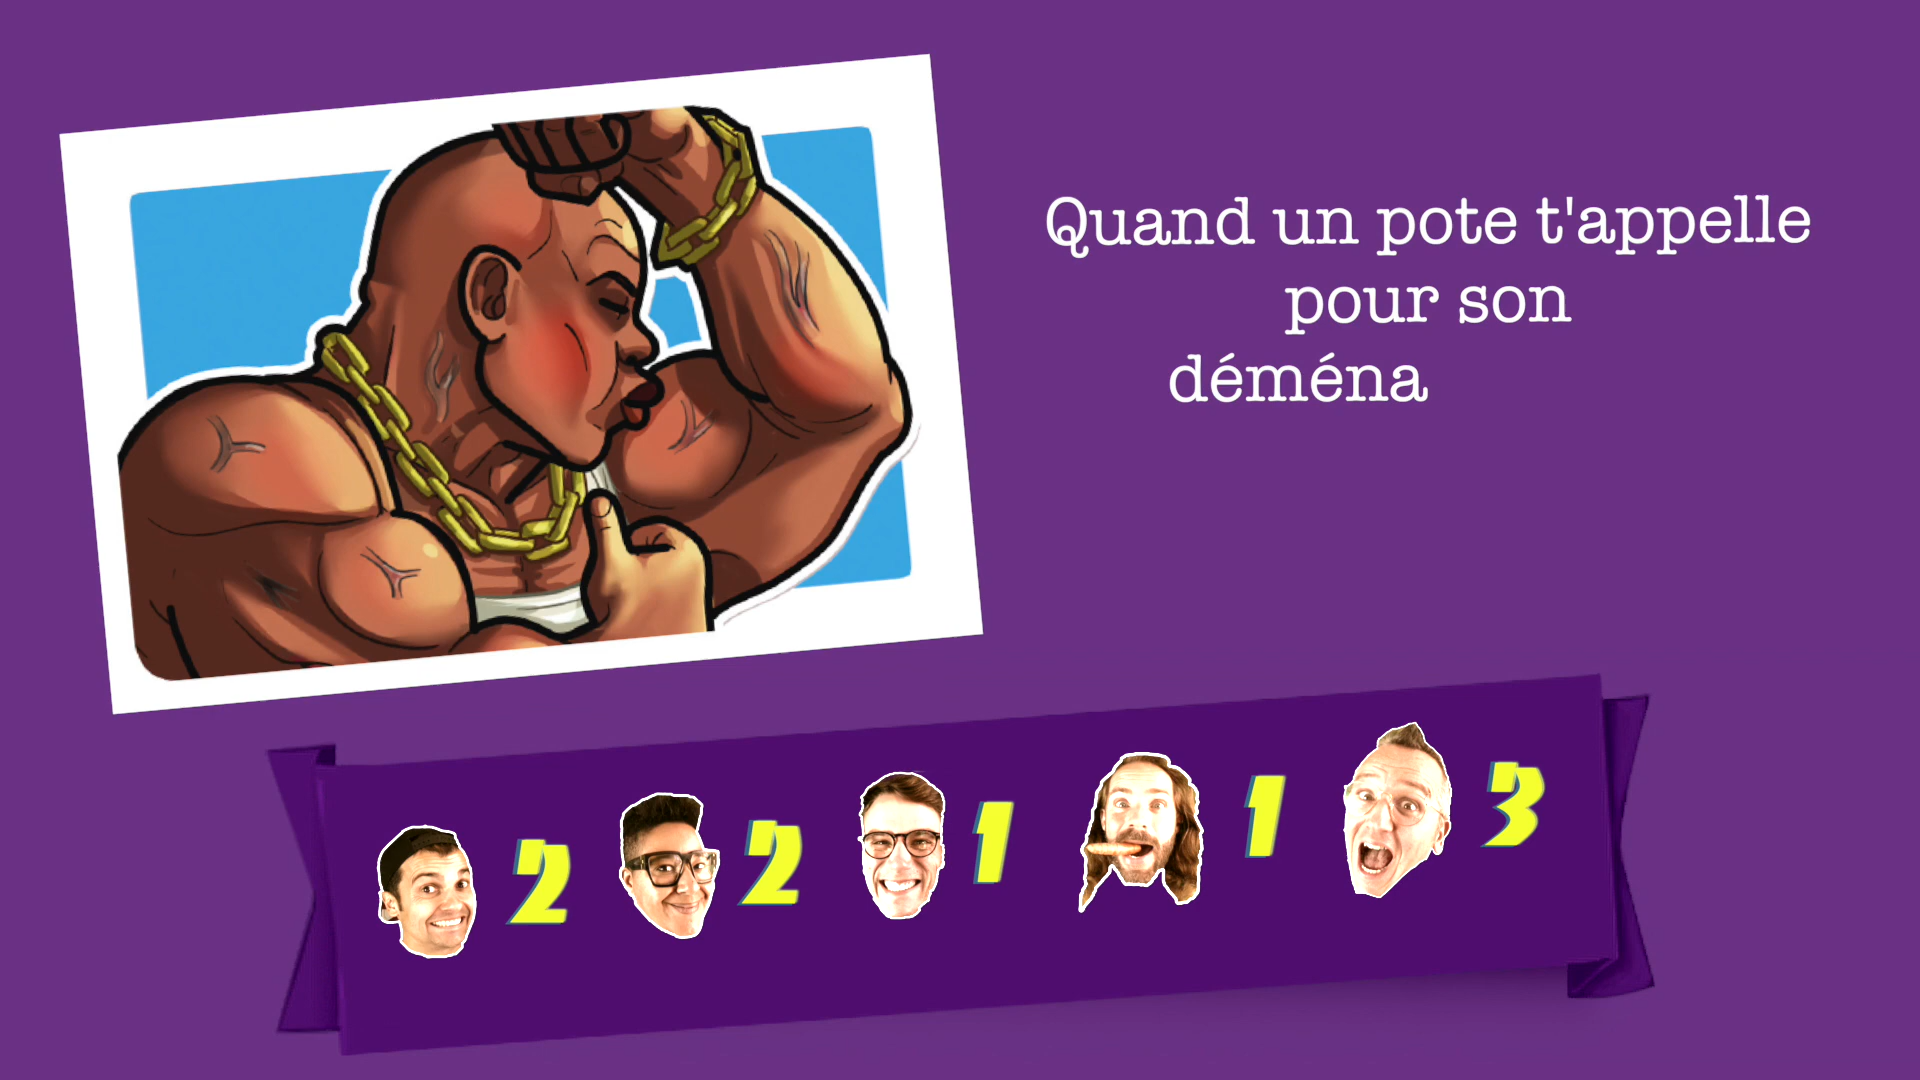 Quand un pote t'appelle
pour son
déména
2 2 1 1 3